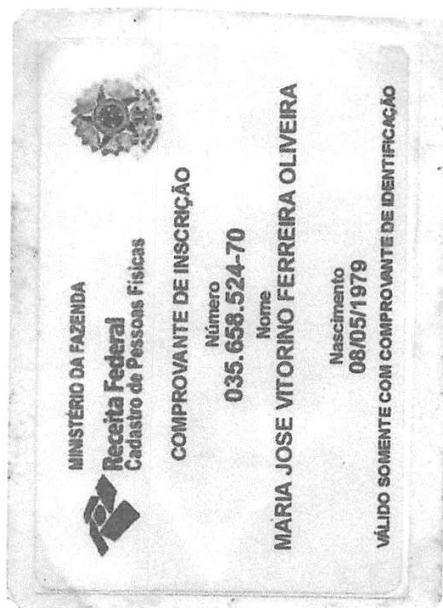 MINISTÉRIO DA FAZENDA
Receita Federal
Cadastro de Pessoas Físicas
COMPROVANTE DE INSCRIÇÃO
Número
035.658.524-70
Nome
MARIA JOSE VITORINO FERREIRA OLIVEIRA
Nascimento
08/05/1979
VÁLIDO SOMENTE COM COMPROVANTE DE IDENTIFICAÇÃO